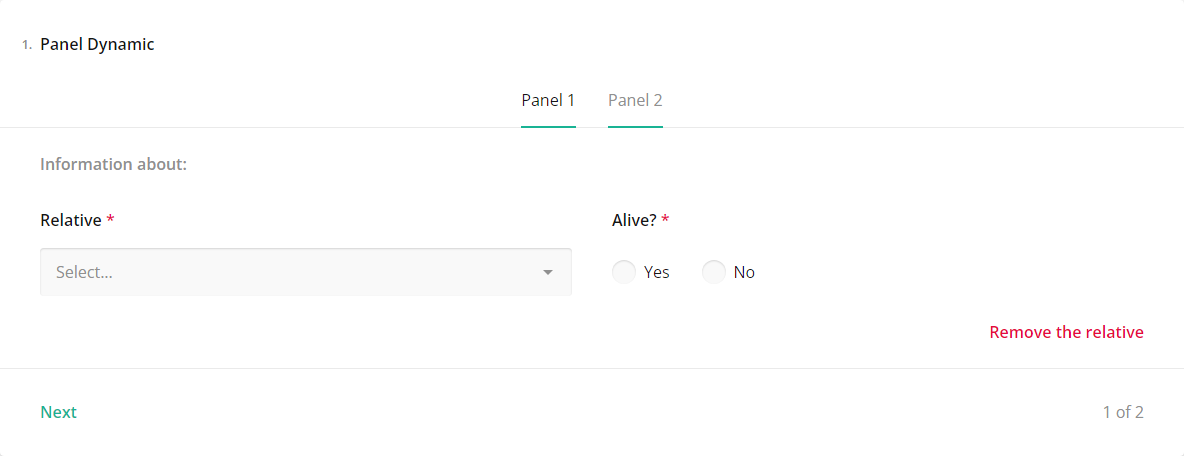 1. Panel Dynamic
Panel 1 Panel 2
Information about:
Relative * Alive? *
Select... Yes No
Remove the relative
Next 1 of 2